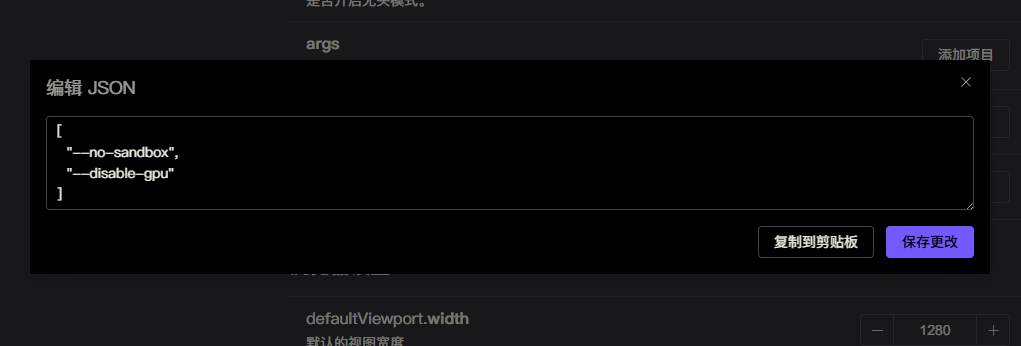 是否开启无头模式。
args
添加项目
编辑 JSON
[
"--no-sandbox",
"--disable-gpu"
]
复制到剪贴板
保存更改
defaultViewport.width
默认的视图宽度
1280